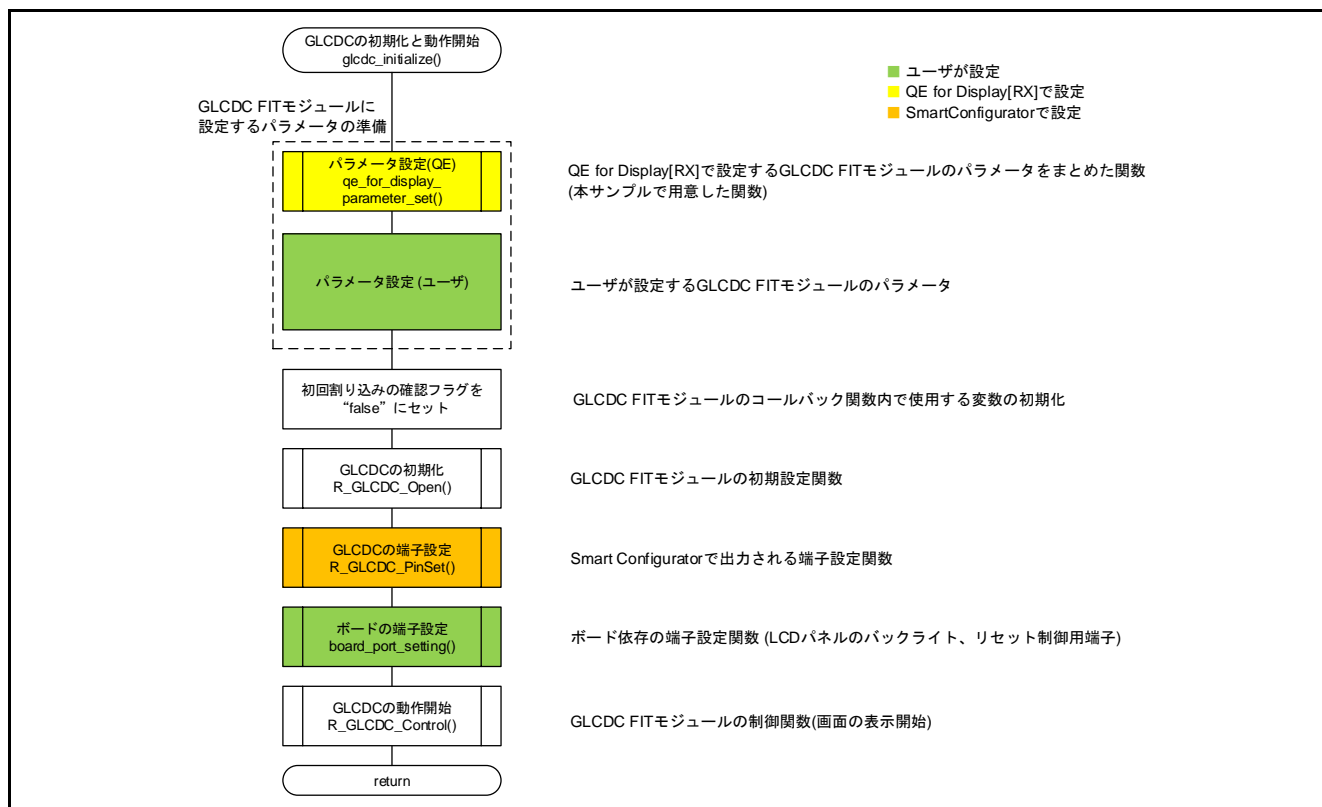 GLCDCの初期化と動作開始
glcdc_initialize()
ユーザが設定
QE for Display[RX]で設定
SmartConfiguratorで設定
GLCDC FITモジュールに
設定するパラメータの準備
パラメータ設定(QE)
qe_for_display_
parameter_set()
QE for Display[RX]で設定するGLCDC FITモジュールのパラメータをまとめた関数
(本サンプルで用意した関数)
パラメータ設定 (ユーザ)
ユーザが設定するGLCDC FITモジュールのパラメータ
初回割り込みの確認フラグを
“false”にセット
GLCDC FITモジュールのコールバック関数内で使用する変数の初期化
GLCDCの初期化
R_GLCDC_Open()
GLCDC FITモジュールの初期設定関数
GLCDCの端子設定
R_GLCDC_PinSet()
Smart Configuratorで出力される端子設定関数
ボードの端子設定
board_port_setting()
ボード依存の端子設定関数 (LCDパネルのバックライト、リセット制御用端子)
GLCDCの動作開始
R_GLCDC_Control()
GLCDC FITモジュールの制御関数(画面の表示開始)
return